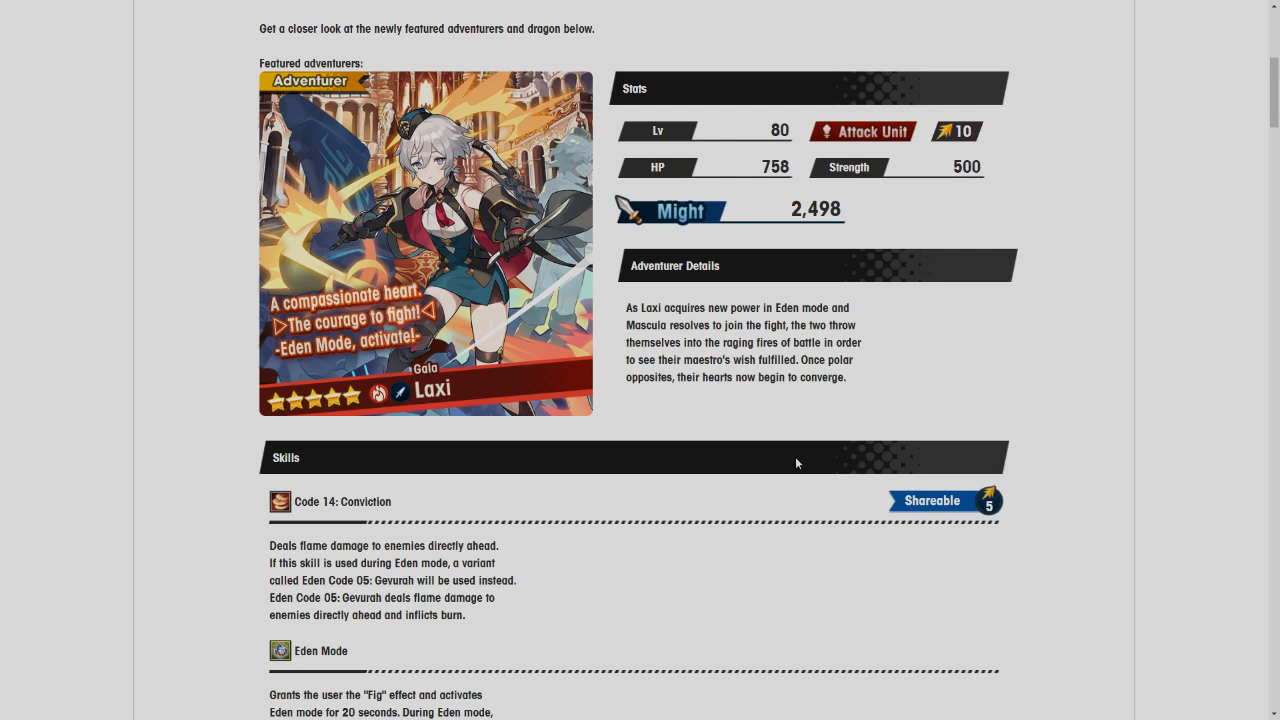 Get a closer look at the newly featured adventurers and dragon below.
Featured adventurers:
Adventurer
A compassionate heart.
▷The courage to fight!◁
-Eden Mode, activate!-
Gala
Laxi
Stats
Lv 80 Attack Unit 10
HP 758 Strength 500
Might 2,498
Adventurer Details
As Laxi acquires new power in Eden mode and
Mascula resolves to join the fight, the two throw
themselves into the raging fires of battle in order
to see their maestro's wish fulfilled. Once polar
opposites, their hearts now begin to converge.
Skills
Code 14: Conviction Shareable 5
Deals flame damage to enemies directly ahead.
If this skill is used during Eden mode, a variant
called Eden Code 05: Gevurah will be used instead.
Eden Code 05: Gevurah deals flame damage to
enemies directly ahead and inflicts burn.
Eden Mode
Grants the user the "Fig" effect and activates
Eden mode for 20 seconds. During Eden mode,